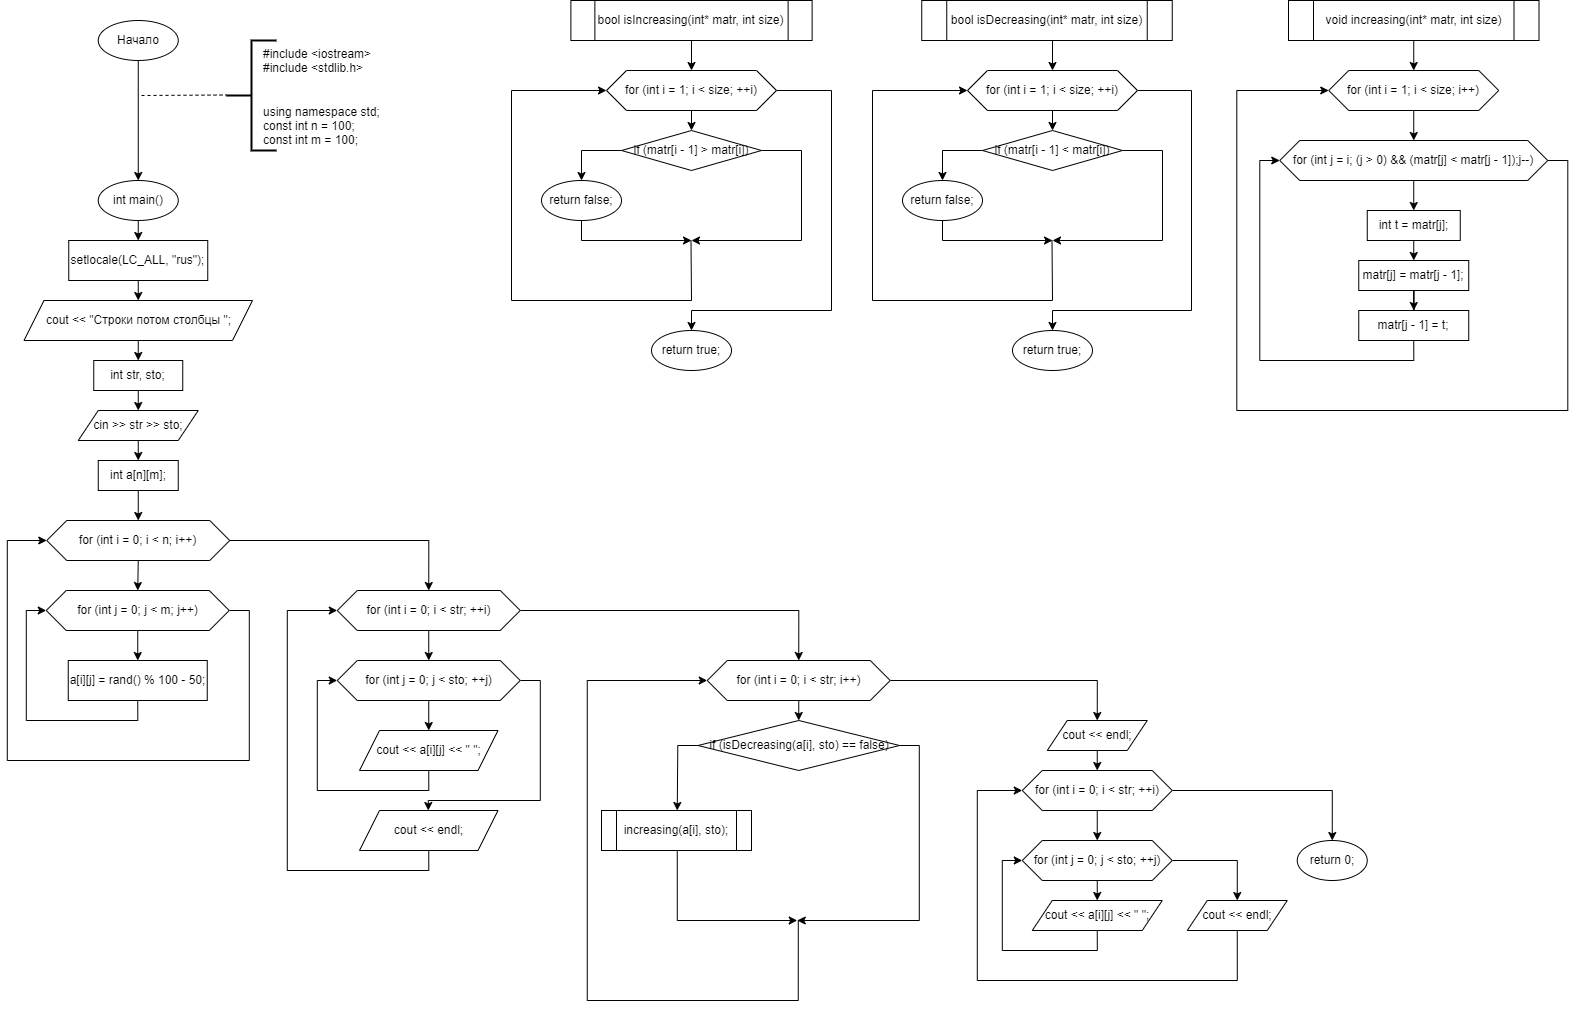 Начало
#include <iostream>
#include <stdlib.h>
using namespace std;
const int n = 100;
const int m = 100;
int main()
setlocale(LC_ALL, "rus");
cout << "Строки потом столбцы ";
int str, sto;
cin >> str >> sto;
int a[n][m];
for (int i = 0; i < n; i++)
for (int j = 0; j < m; j++)
a[i][j] = rand() % 100 - 50;
for (int i = 0; i < str; ++i)
for (int j = 0; j < sto; ++j)
cout << a[i][j] << " ";
cout << endl;
for (int i = 0; i < str; i++)
if (isDecreasing(a[i], sto) == false)
increasing(a[i], sto);
cout << endl;
for (int i = 0; i < str; ++i)
for (int j = 0; j < sto; ++j)
cout << a[i][j] << " ";
cout << endl;
return 0;
bool isIncreasing(int* matr, int size)
for (int i = 1; i < size; ++i)
if (matr[i - 1] > matr[i])
return false;
return true;
bool isDecreasing(int* matr, int size)
for (int i = 1; i < size; ++i)
if (matr[i - 1] < matr[i])
return false;
return true;
void increasing(int* matr, int size)
for (int i = 1; i < size; i++)
for (int j = i; (j > 0) && (matr[j] < matr[j - 1]);j--)
int t = matr[j];
matr[j] = matr[j - 1];
matr[j - 1] = t;